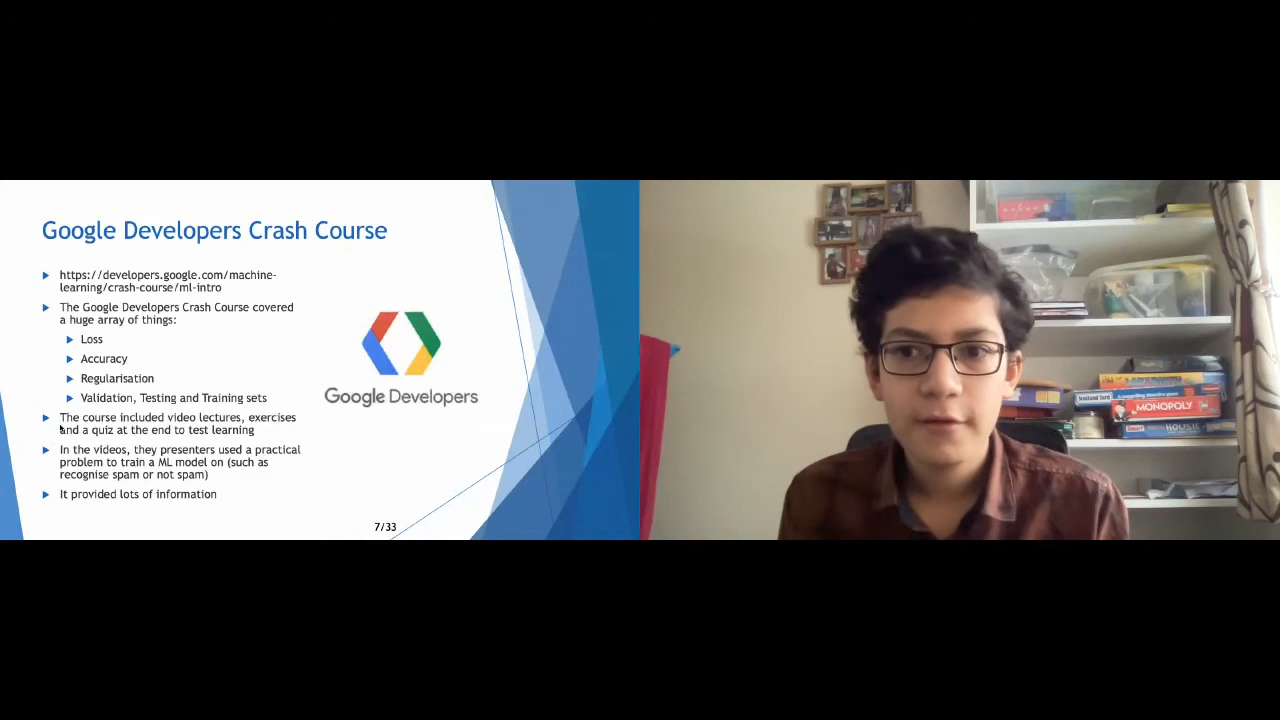 Google Developers Crash Course
https://developers.google.com/machine-
learning/crash-course/ml-intro
The Google Developers Crash Course covered
a huge array of things:
Loss
Accuracy
Regularisation
Validation, Testing and Training sets
The course included video lectures, exercises
and a quiz at the end to test learning
In the videos, they presenters used a practical
problem to train a ML model on (such as
recognise spam or not spam)
It provided lots of information
Google Developers
7/33
Scotland Yard
MONOPOLY